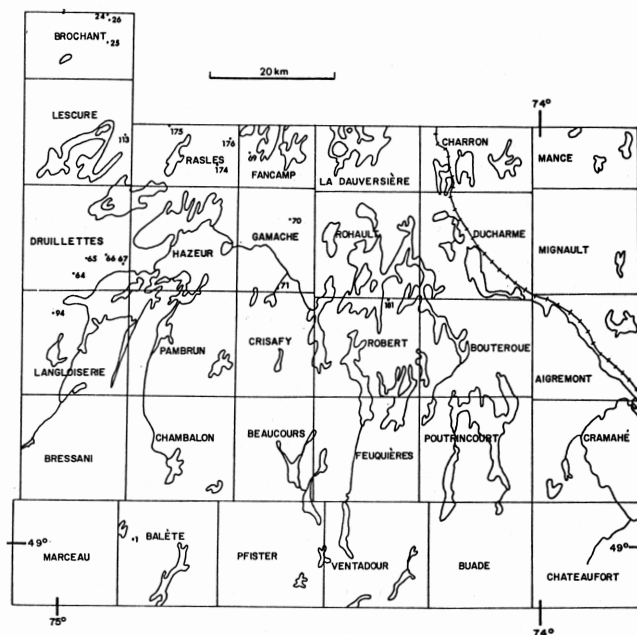 24 26
BROCHANT 25
20 km
LESCURE
74°
113 175 176
RASLES 69
174
FANCAMP
CHARRON
MANCE
LA DAUVERSIÈRE
DRUILLETTES
HAZEUR
GAMACHE 70
ROHAULT
DUCHARME
MIGNAULT
65 66 67
64
71
94
181
LANGLOISERIE
PAMBRUN
CRISAFY
ROBERT
BOUTEROUE
AIGREMONT
BRESSANI
CHAMBALON
BEAUCOURS
FEUQUIÈRES
POUTRINCOURT
CRAMAHÉ
49°
MARCEAU
1 BALÈTE
PFISTER
VENTADOUR
BUADE
CHATEAUFORT
49°
75°
74°